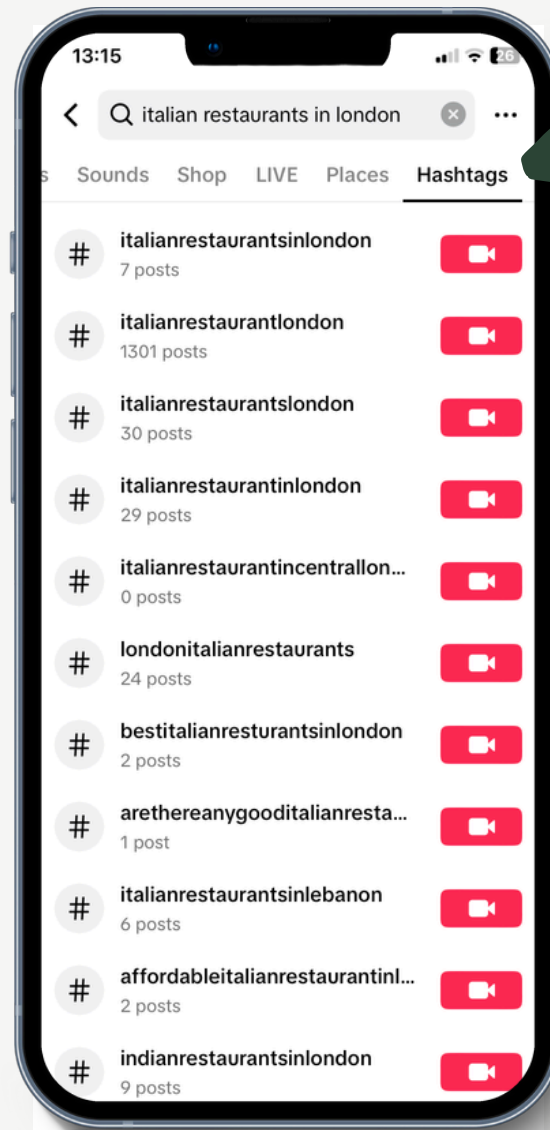 13:15
26
italian restaurants in london
s Sounds Shop LIVE Places Hashtags
# italianrestaurantsinlondon
7 posts
# italianrestaurantlondon
1301 posts
# italianrestaurantslondon
30 posts
# italianrestaurantinlondon
29 posts
# italianrestaurantincentrallon...
0 posts
# londonitalianrestaurants
24 posts
# bestitalianresturantsinlondon
2 posts
# arethereanygooditalianresta...
1 post
# italianrestaurantsinlebanon
6 posts
# affordableitalianrestaurantinl...
2 posts
# indianrestaurantsinlondon
9 posts